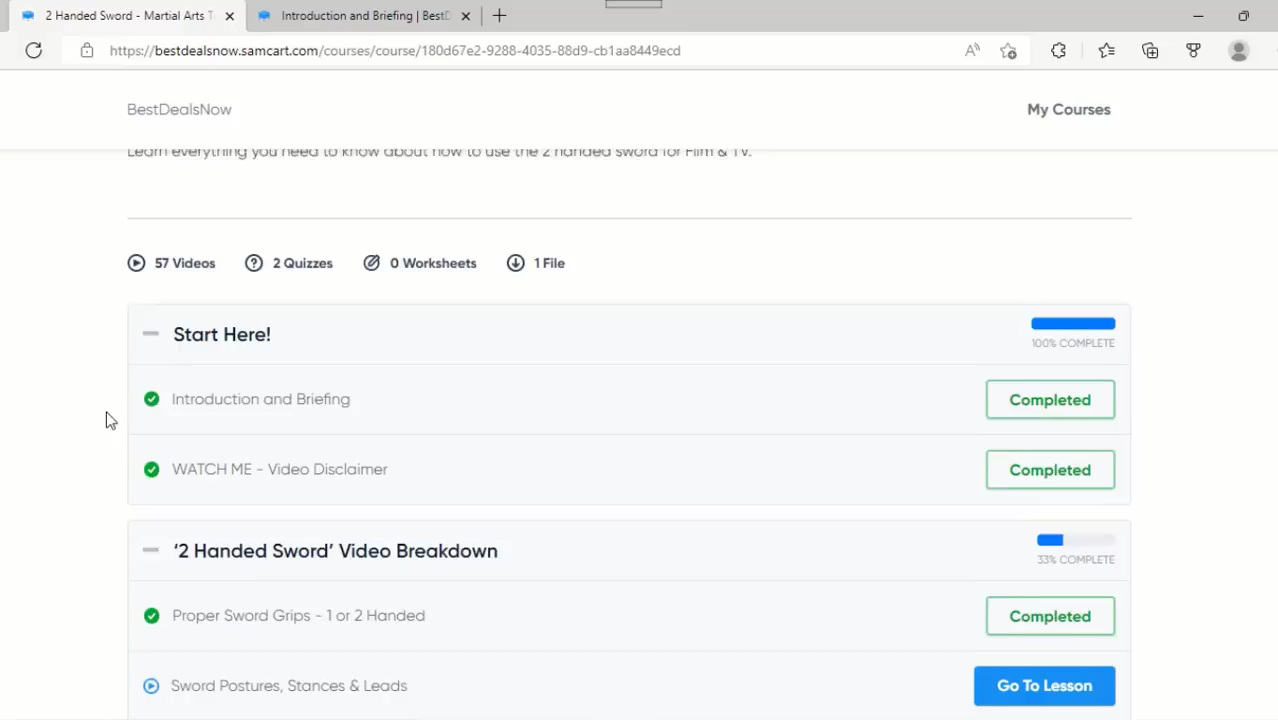 2 Handed Sword - Martial Arts T
Introduction and Briefing | BestD
https://bestdealsnow.samcart.com/courses/course/180d67e2-9288-4035-88d9-cb1aa8449ecd
BestDealsNow
My Courses
Learn everything you need to know about how to use the 2 handed sword for Film & TV.
57 Videos
2 Quizzes
0 Worksheets
1 File
Start Here!
100% COMPLETE
Introduction and Briefing
Completed
WATCH ME - Video Disclaimer
Completed
‘2 Handed Sword’ Video Breakdown
33% COMPLETE
Proper Sword Grips - 1 or 2 Handed
Completed
Sword Postures, Stances & Leads
Go To Lesson